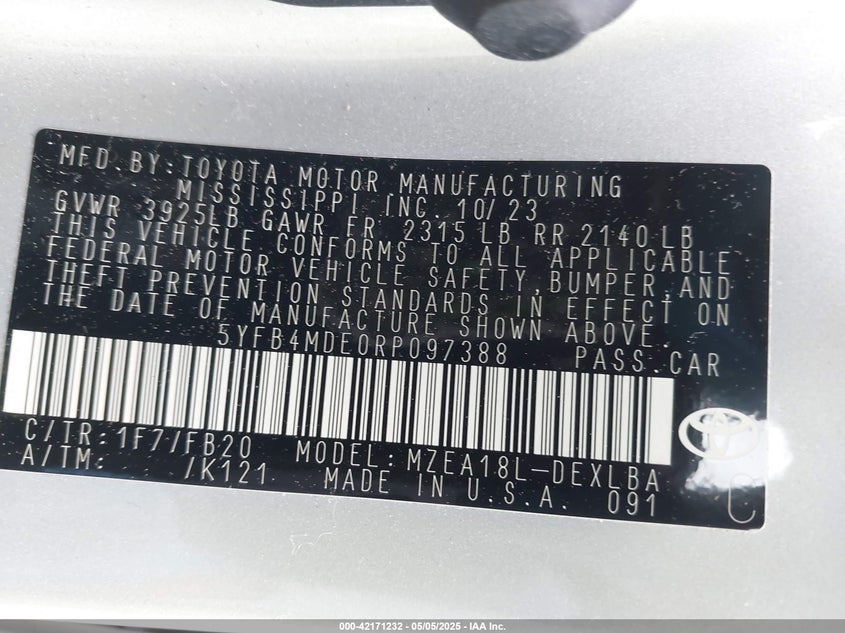 MFD.BY:TOYOTA MOTOR MANUFACTURING
MISSISSIPPI INC. 10/23
GVWR 3925LB GAWR FR 2315 LB RR 2140 LB
THIS VEHICLE CONFORMS TO ALL APPLICABLE
FEDERAL MOTOR VEHICLE SAFETY,BUMPER,AND
THEFT PREVENTION STANDARDS IN EFFECT ON
THE DATE OF MANUFACTURE SHOWN ABOVE.
5YFB4MDE0RP097388 PASS.CAR
C/TR:1F7/FB20 MODEL:MZEA18L-DEXLBA
A/TM: /K121 MADE IN U.S.A. 091
C
000-42171232 - 05/05/2025 - IAA Inc.